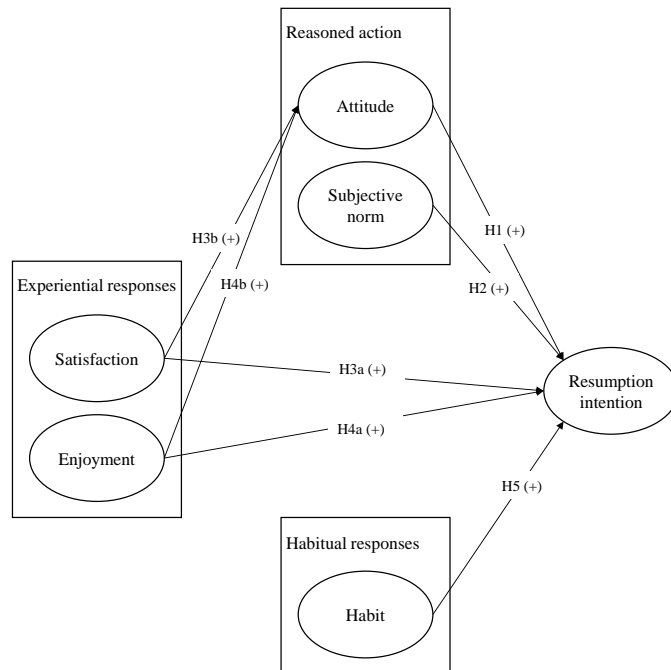 Reasoned action
Attitude
Subjective
norm
H1 (+)
H3b (+)
H2 (+)
H4b (+)
Experiential responses
Satisfaction
H3a (+)
Resumption
intention
H4a (+)
Enjoyment
H5 (+)
Habitual responses
Habit